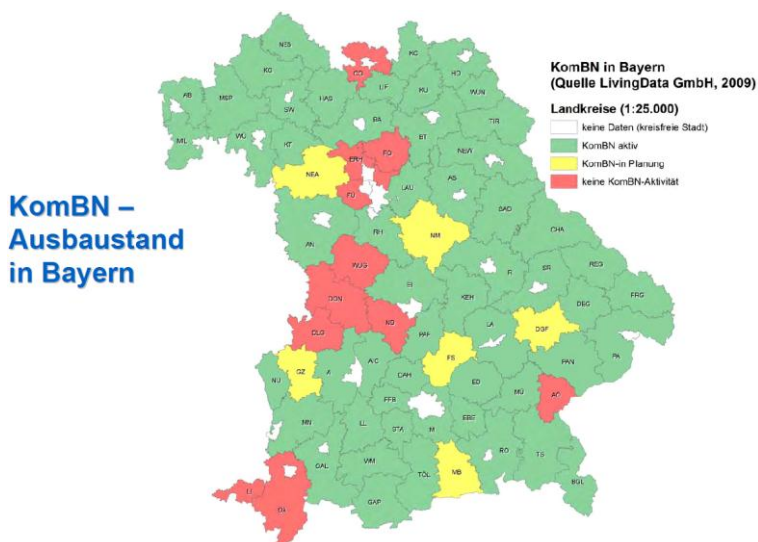 KomBN –
Ausbaustand
in Bayern
KomBN in Bayern
(Quelle LivingData GmbH, 2009)
Landkreise (1:25.000)
keine Daten (kreisfreie Stadt)
KomBN aktiv
KomBN-in Planung
keine KomBN-Aktivität
NES
KC
CO
KG
HO
LIF
AB
MSP
HAS
KU
WUN
SW
BA
TIR
MIL
WÜ
KT
BT
ERH
FO
NEW
NEA
FÜ
LAU
AS
SAD
AN
RH
NM
CHA
WUG
R
SR
REG
EI
DON
KEH
DEG
FRG
DLG
ND
PAF
LA
DGF
PA
GZ
A
AIC
FS
PAN
NU
DAH
ED
MÜ
AÖ
FFB
MN
LL
STA
M
EBE
RO
TS
OAL
WM
TÖL
MB
LI
OA
GAP
BGL